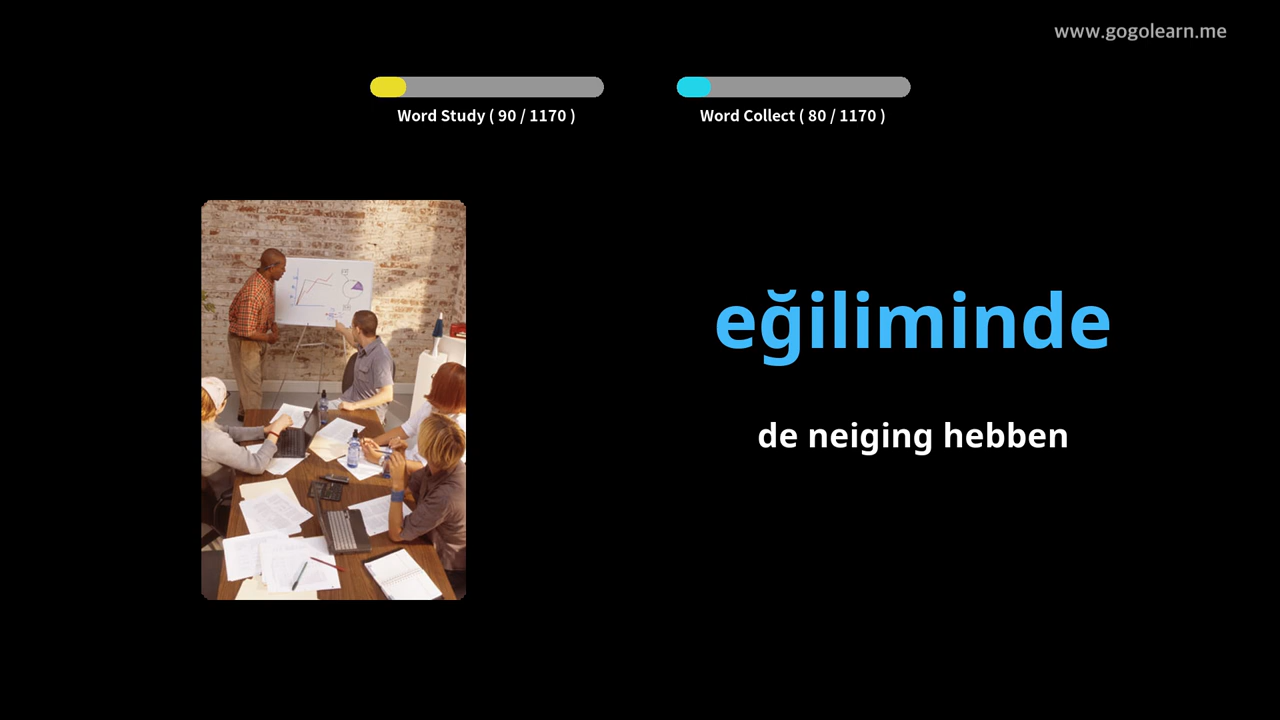 www.gogolearn.me
Word Study ( 90 / 1170 )
Word Collect ( 80 / 1170 )
eğiliminde
de neiging hebben